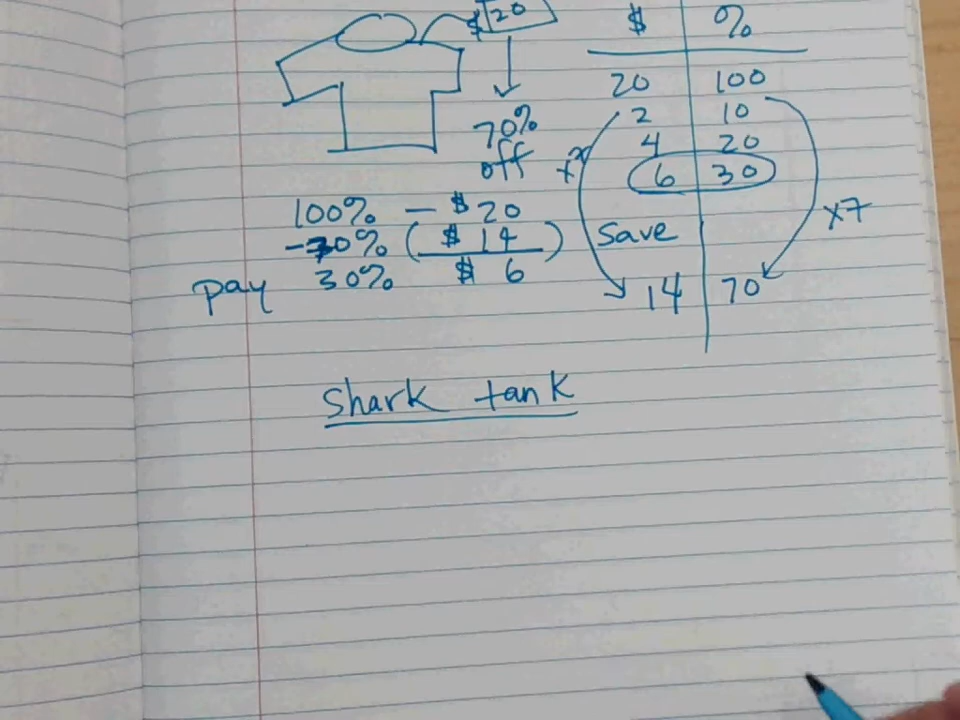 $ 20
70%
off
$ %
20 100
2 10
4 20
6 30
x7
x7
save
14 70
100% - $ 20
-70% ($ 14)
pay 30% $ 6
Shark tank